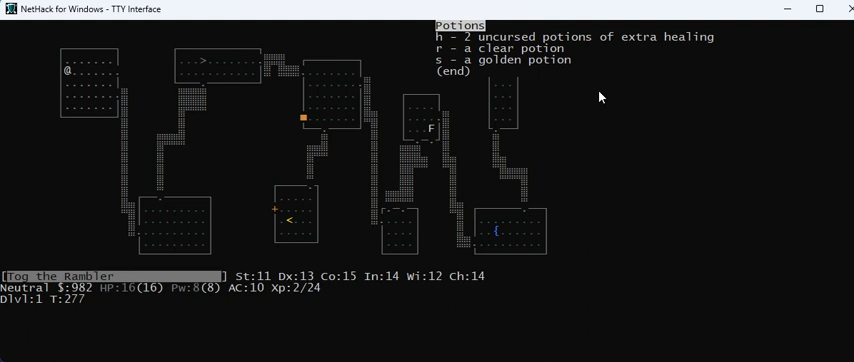 NetHack for Windows - TTY Interface
Potions
h - 2 uncursed potions of extra healing
r - a clear potion
s - a golden potion
(end)
[Tog the Rambler ] St:11 Dx:13 Co:15 In:14 Wi:12 Ch:14
Neutral $:982 HP:16(16) Pw:8(8) AC:10 Xp:2/24
Dlvl:1 T:277